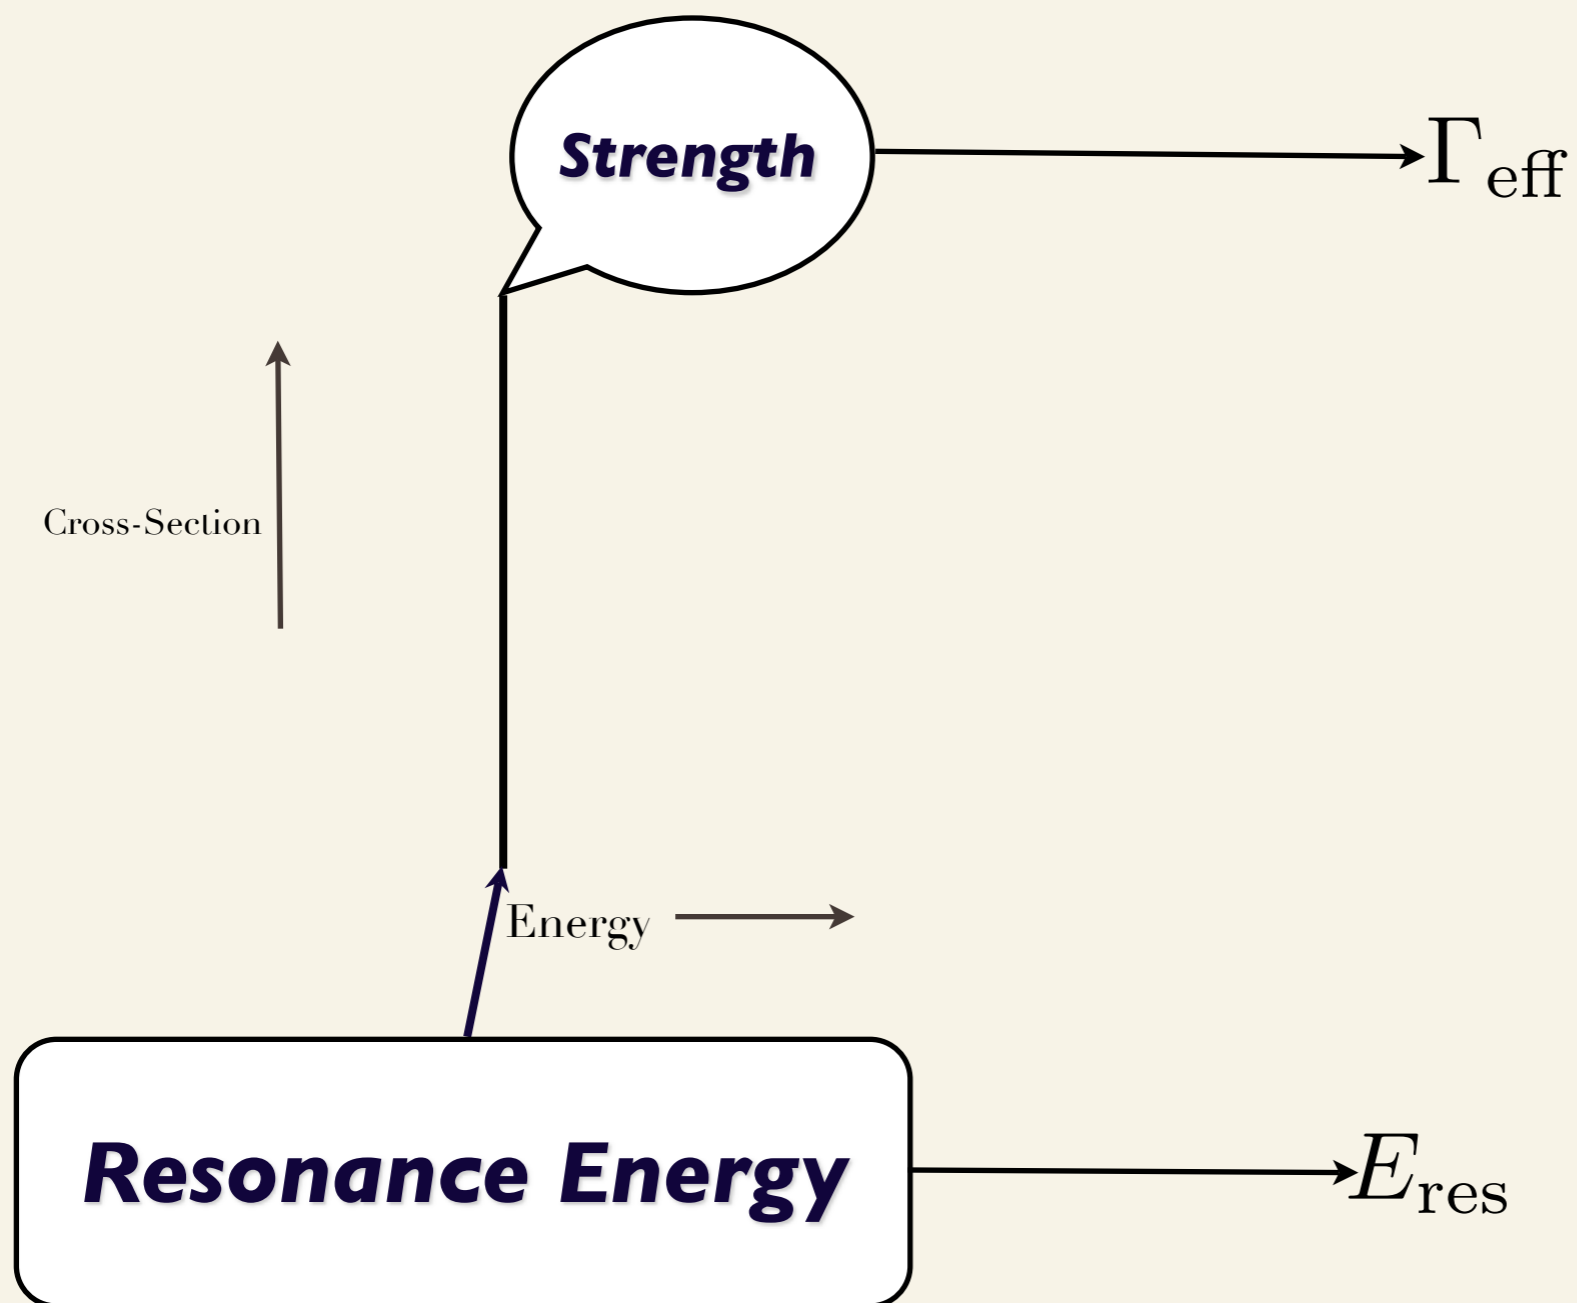 Strength
Γeff
Cross-Section
Energy
Resonance Energy
Eres